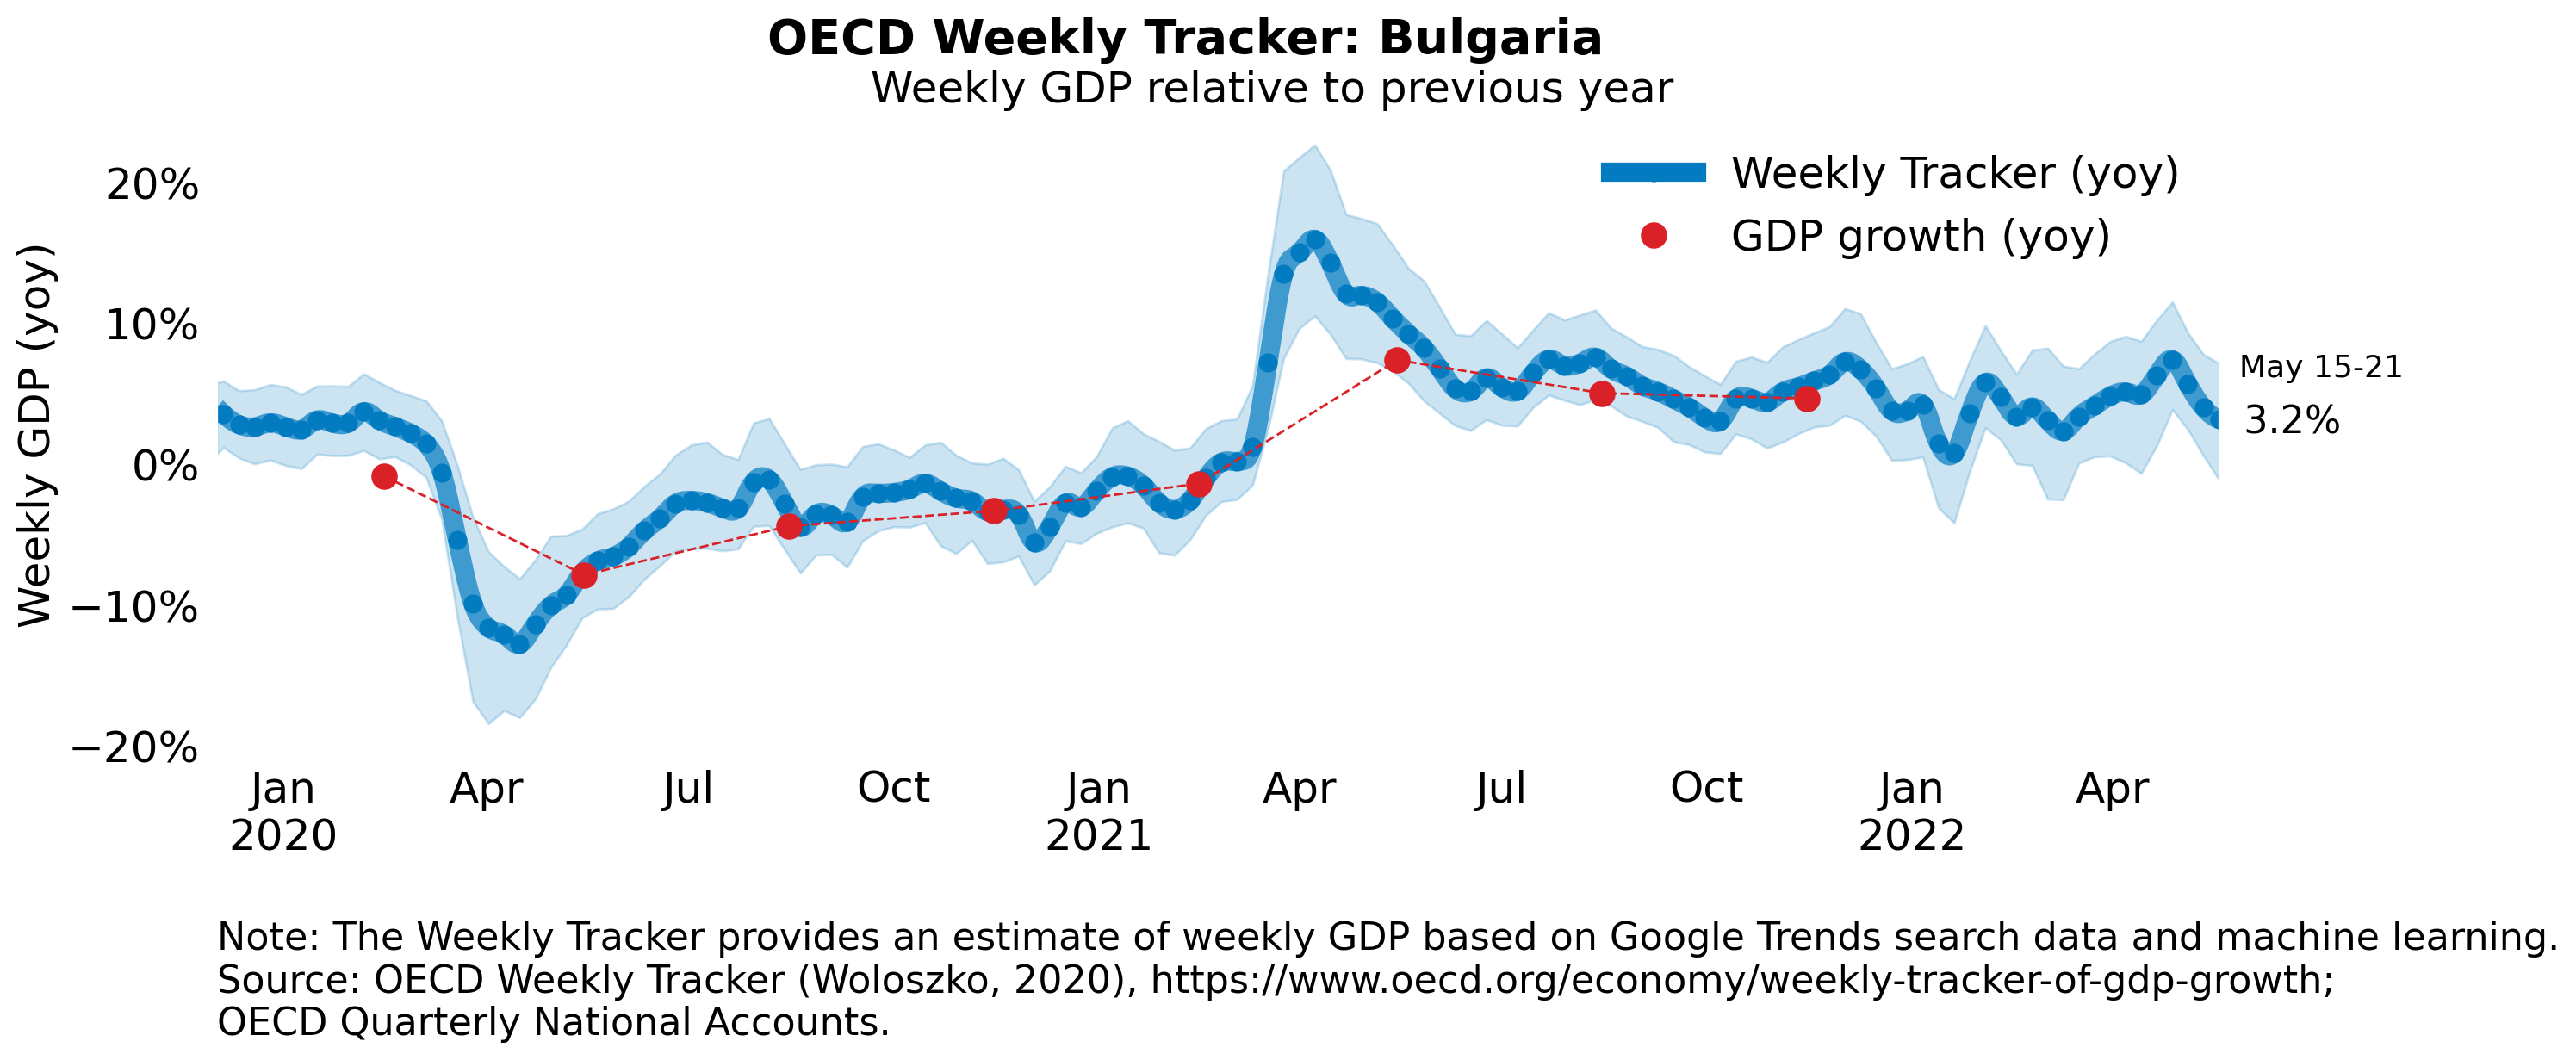 OECD Weekly Tracker: Bulgaria
Weekly GDP relative to previous year
Weekly GDP (yoy)
20%
10%
0%
−10%
−20%
Weekly Tracker (yoy)
GDP growth (yoy)
May 15-21
3.2%
Jan Apr Jul Oct Jan Apr Jul Oct Jan Apr
2020 2021 2022
Note: The Weekly Tracker provides an estimate of weekly GDP based on Google Trends search data and machine learning.
Source: OECD Weekly Tracker (Woloszko, 2020), https://www.oecd.org/economy/weekly-tracker-of-gdp-growth;
OECD Quarterly National Accounts.